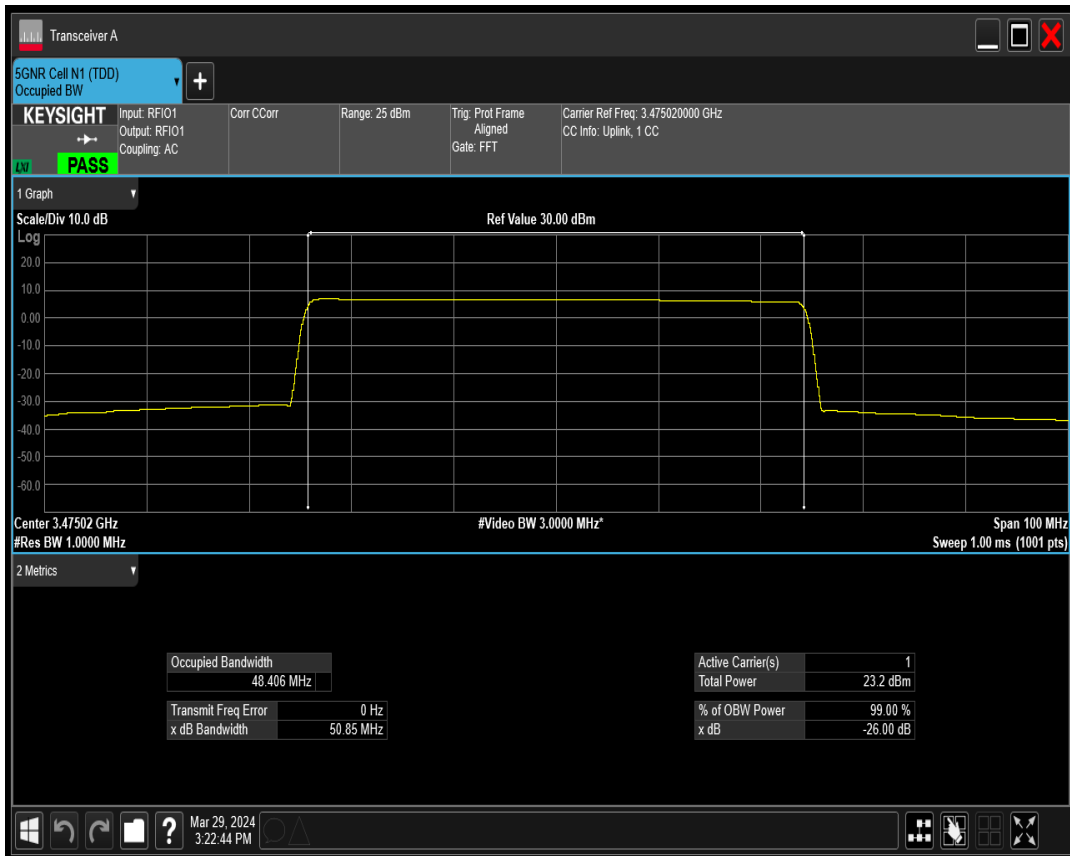 Transceiver A
5GNR Cell N1 (TDD)
Occupied BW
+
KEYSIGHT
LXI
PASS
Input: RFIO1
Output: RFIO1
Coupling: AC
Corr CCorr
Range: 25 dBm
Trig: Prot Frame
Aligned
Gate: FFT
Carrier Ref Freq: 3.475020000 GHz
CC Info: Uplink, 1 CC
1 Graph
Scale/Div 10.0 dB
Ref Value 30.00 dBm
Log
20.0
10.0
0.00
-10.0
-20.0
-30.0
-40.0
-50.0
-60.0
Center 3.47502 GHz
#Video BW 3.0000 MHz*
Span 100 MHz
#Res BW 1.0000 MHz
Sweep 1.00 ms (1001 pts)
2 Metrics
Occupied Bandwidth
48.406 MHz
Transmit Freq Error 0 Hz
x dB Bandwidth 50.85 MHz
Active Carrier(s) 1
Total Power 23.2 dBm
% of OBW Power 99.00 %
x dB -26.00 dB
?
Mar 29, 2024
3:22:44 PM